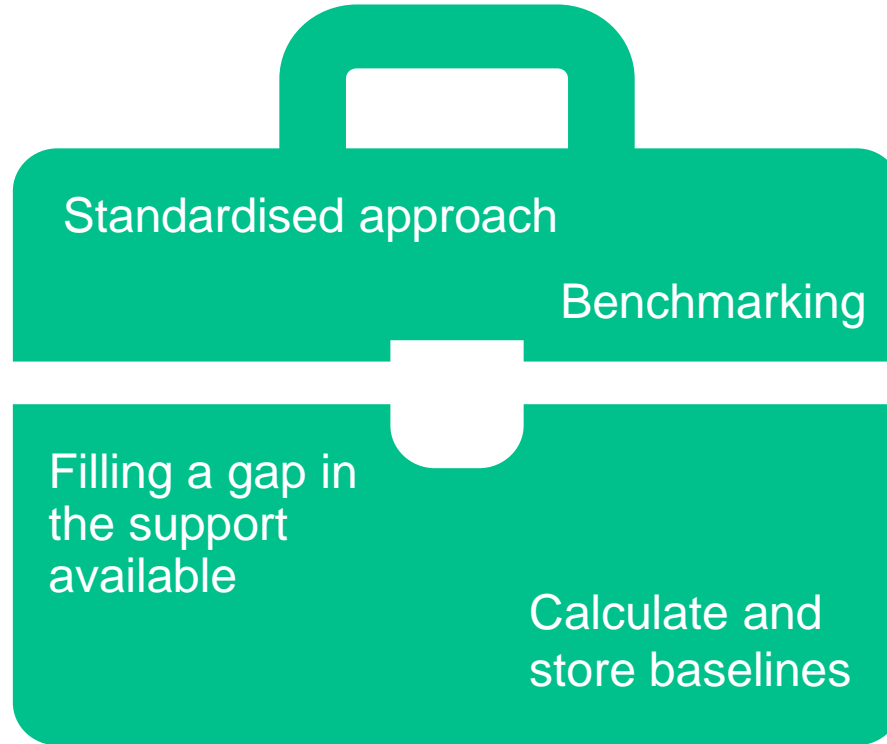 Standardised approach
Benchmarking
Filling a gap in
the support
available
Calculate and
store baselines